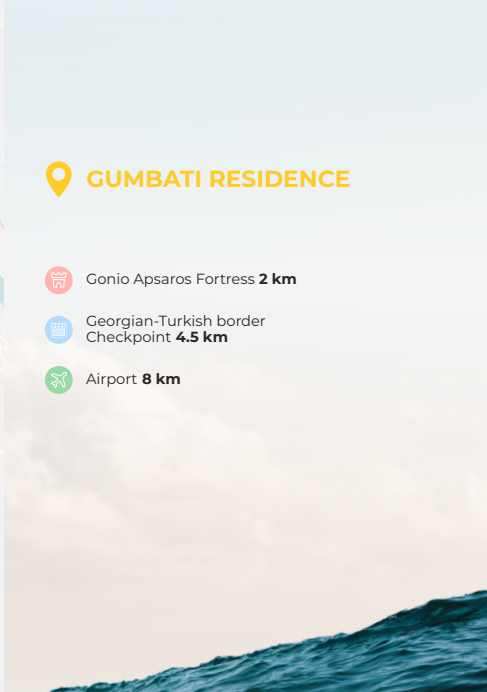 GUMBATI RESIDENCE
Gonio Apsaros Fortress 2 km
Georgian-Turkish border
Checkpoint 4.5 km
Airport 8 km